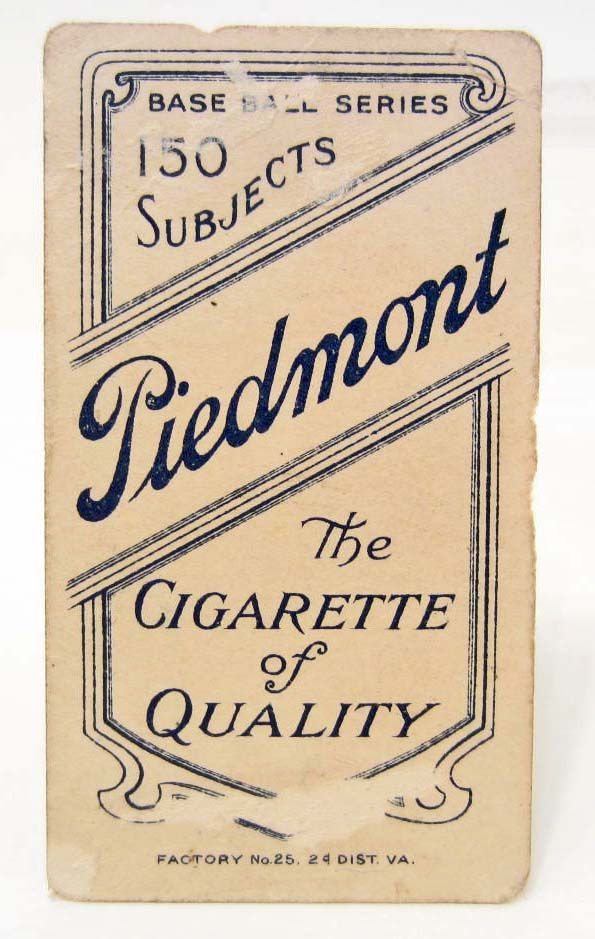 BASE BALL SERIES
150
SUBJECTS
Piedmont
The
CIGARETTE
of
QUALITY
FACTORY No.25, 2d DIST. VA.